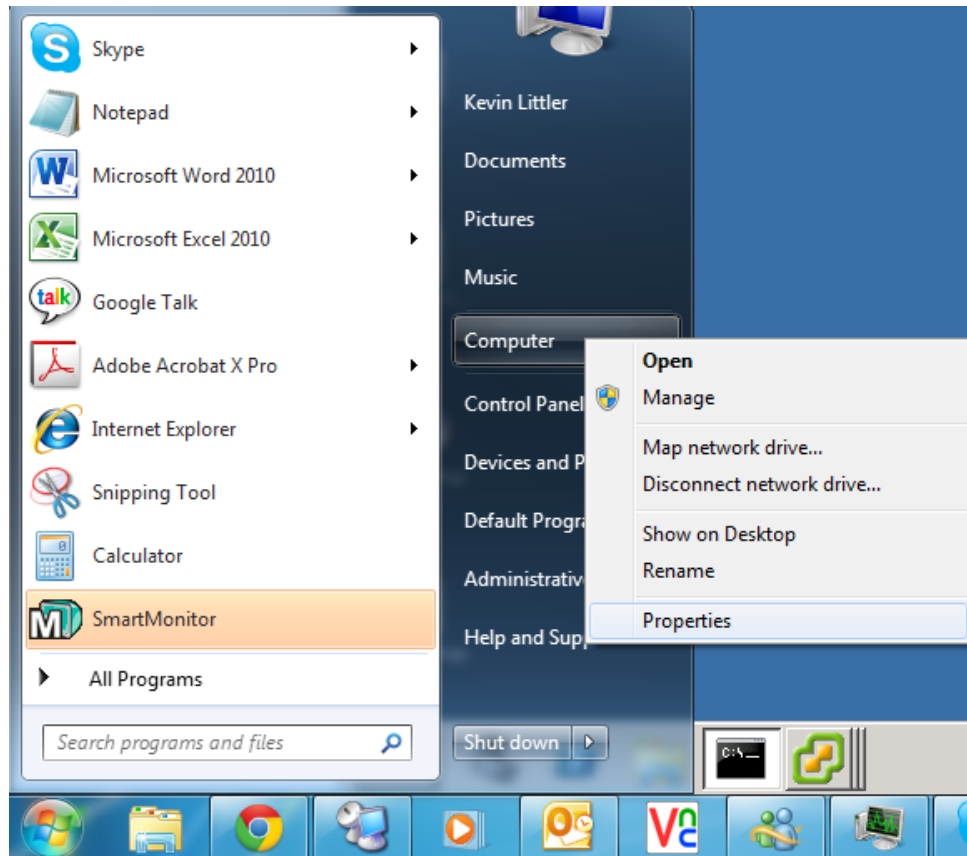 Skype
Notepad
Microsoft Word 2010
Microsoft Excel 2010
talk
Google Talk
Adobe Acrobat X Pro
Internet Explorer
Snipping Tool
Calculator
SmartMonitor
All Programs
Search programs and files
Kevin Littler
Documents
Pictures
Music
Computer
Control Panel
Devices and P
Default Progra
Administrativ
Help and Supp
Shut down
Open
Manage
Map network drive...
Disconnect network drive...
Show on Desktop
Rename
Properties
C:\_